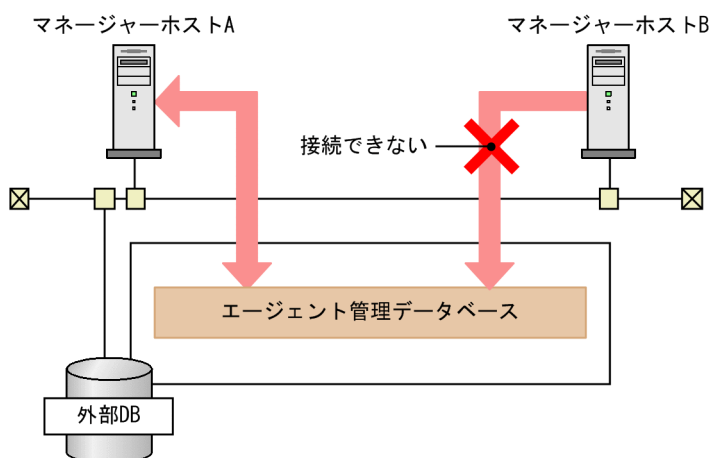 マネージャーホストA
マネージャーホストB
接続できない
エージェント管理データベース
外部DB